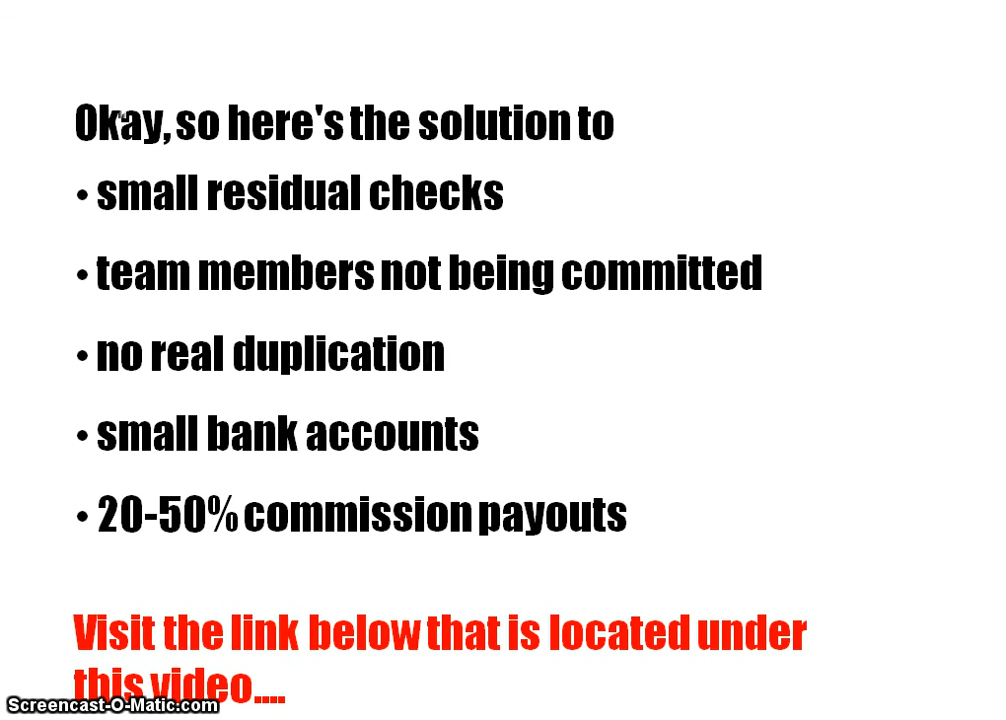 Okay, so here's the solution to
• small residual checks
• team members not being committed
• no real duplication
• small bank accounts
• 20-50% commission payouts
Visit the link below that is located under
this video....
Screencast-O-Matic.com